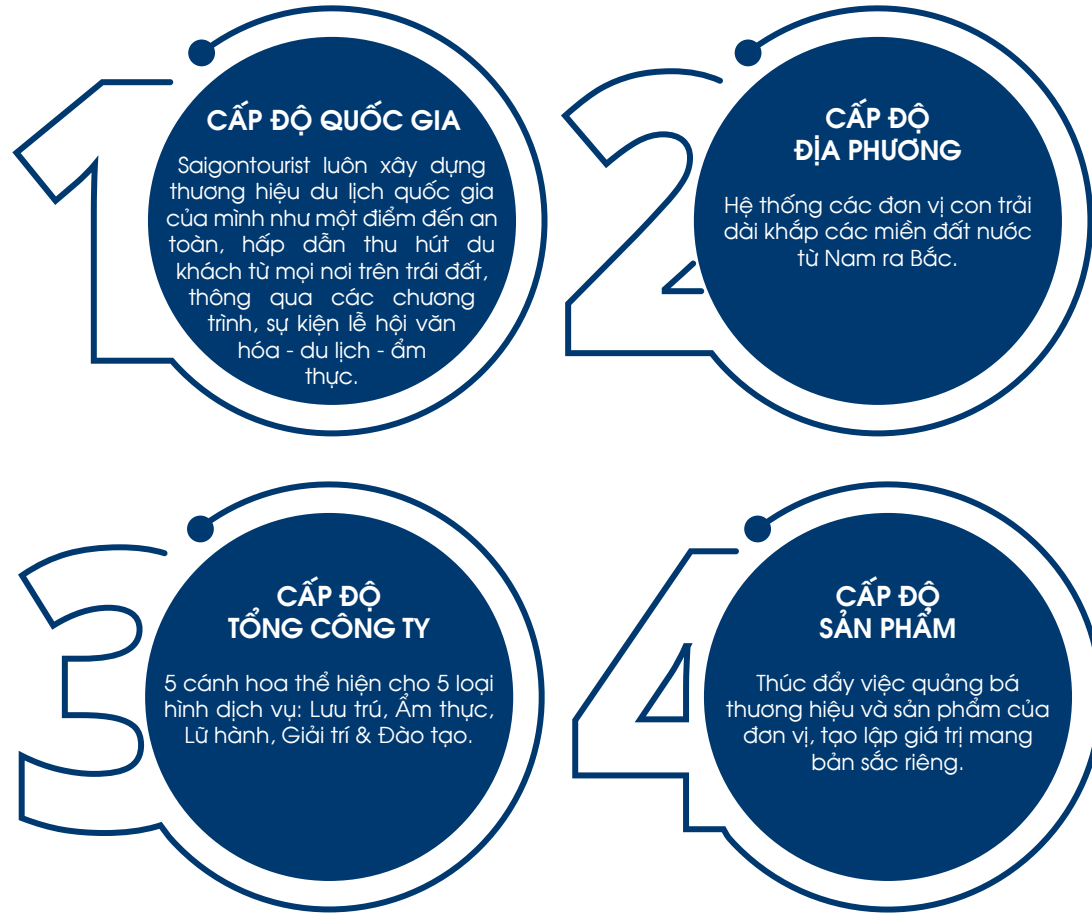 1
CẤP ĐỘ QUỐC GIA
Saigontourist luôn xây dựng
thương hiệu du lịch quốc gia
của mình như một điểm đến an
toàn, hấp dẫn thu hút du
khách từ mọi nơi trên trái đất,
thông qua các chương
trình, sự kiện lễ hội văn
hóa - du lịch - ẩm
thực.
2
CẤP ĐỘ
ĐỊA PHƯƠNG
Hệ thống các đơn vị con trải
dài khắp các miền đất nước
từ Nam ra Bắc.
3
CẤP ĐỘ
TỔNG CÔNG TY
5 cánh hoa thể hiện cho 5 loại
hình dịch vụ: Lưu trú, Ẩm thực,
Lữ hành, Giải trí & Đào tạo.
4
CẤP ĐỘ
SẢN PHẨM
Thúc đẩy việc quảng bá
thương hiệu và sản phẩm của
đơn vị, tạo lập giá trị mang
bản sắc riêng.